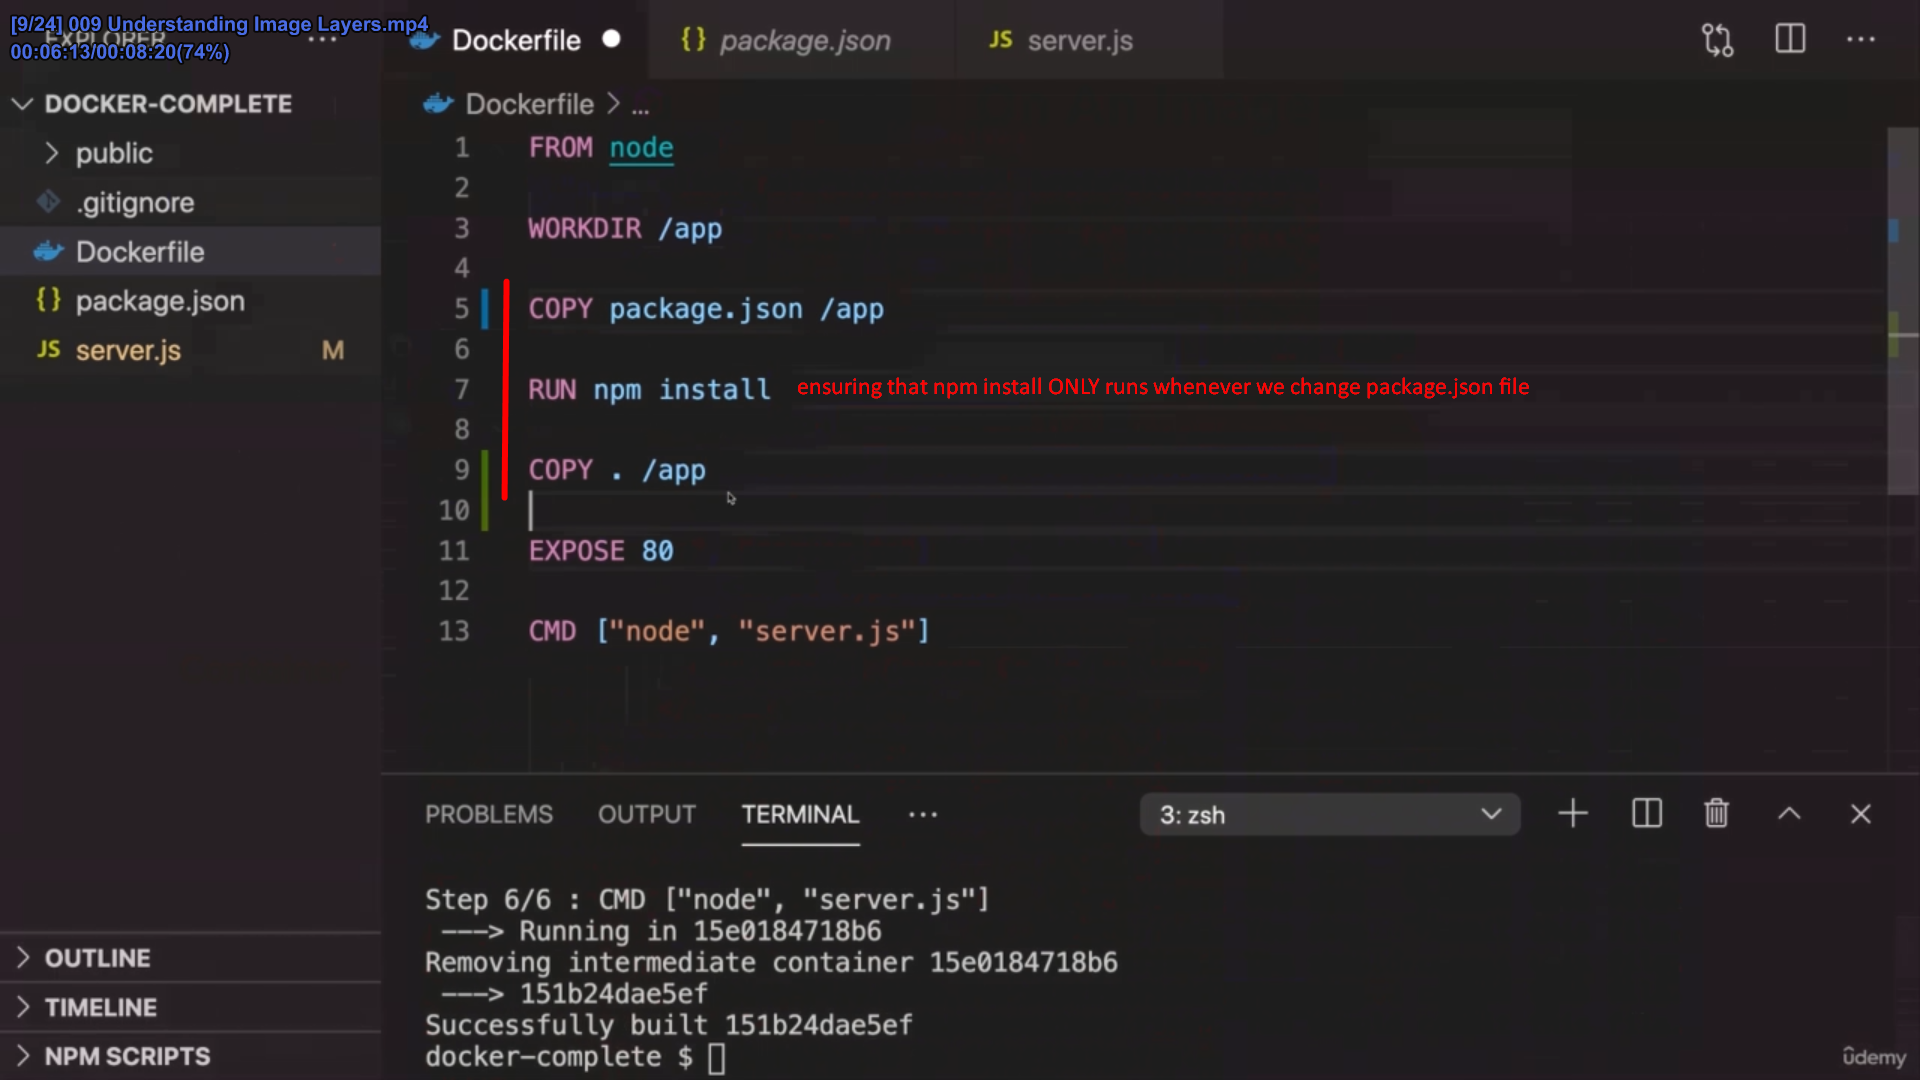 [9/24] 009 Understanding Image Layers.mp4
00:06:13/00:08:20(74%)
EXPLORER
Dockerfile
package.json
server.js
DOCKER-COMPLETE
public
.gitignore
Dockerfile
package.json
JS server.js M
Dockerfile > ...
1 FROM node
2
3 WORKDIR /app
4
5 COPY package.json /app
6
7 RUN npm install ensuring that npm install ONLY runs whenever we change package.json file
8
9 COPY . /app
10
11 EXPOSE 80
12
13 CMD ["node", "server.js"]
PROBLEMS OUTPUT TERMINAL ... 3: zsh
Step 6/6 : CMD ["node", "server.js"]
---> Running in 15e0184718b6
Removing intermediate container 15e0184718b6
---> 151b24dae5ef
Successfully built 151b24dae5ef
docker-complete $
OUTLINE
TIMELINE
NPM SCRIPTS
ûdemy